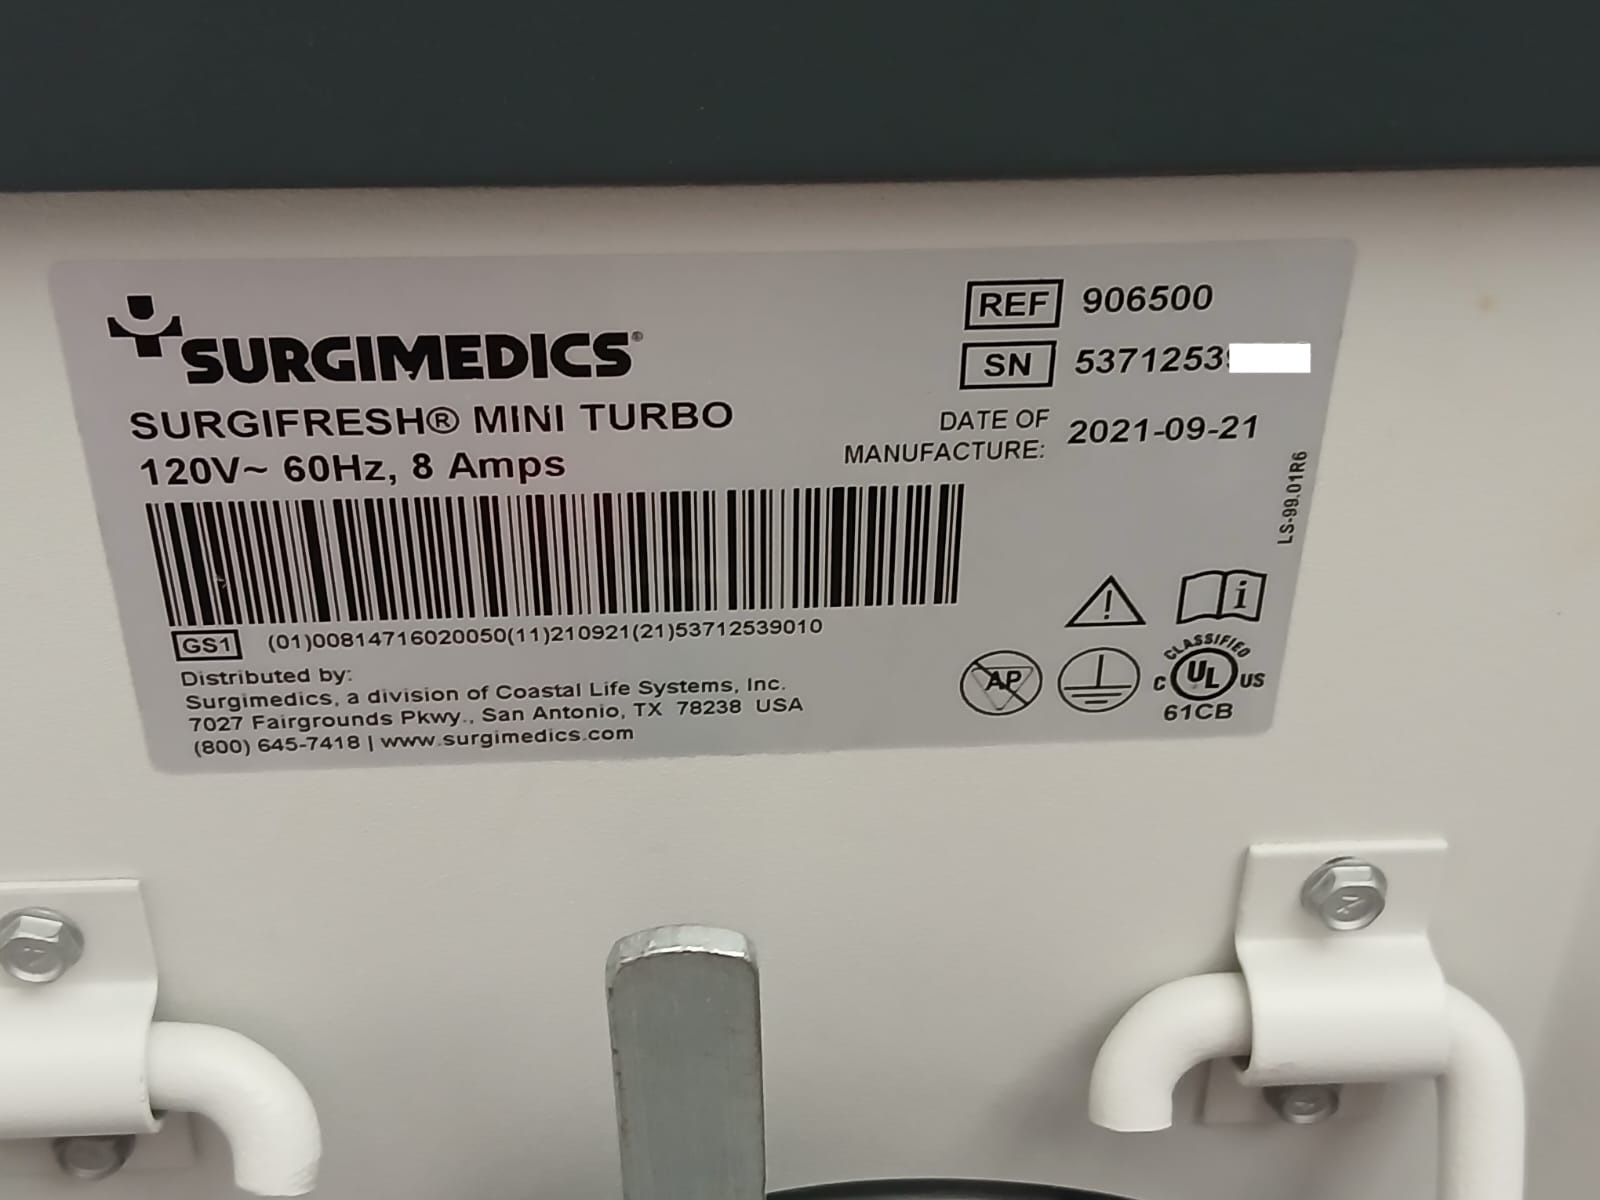 SURGIMEDICS®
SURGIFRESH® MINI TURBO
120V~ 60Hz, 8 Amps
REF 906500
SN 53712539
DATE OF MANUFACTURE: 2021-09-21
LS-99.01R6
GS1 (01)00814716020050(11)210921(21)53712539010
Distributed by:
Surgimedics, a division of Coastal Life Systems, Inc.
7027 Fairgrounds Pkwy., San Antonio, TX 78238 USA
(800) 645-7418 | www.surgimedics.com
AP
CLASSIFIED
C UL US
61CB